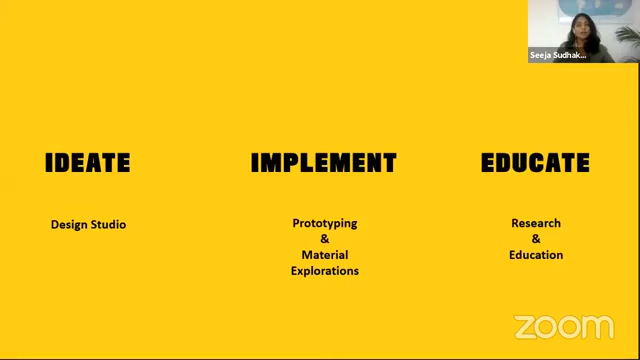 Seeja Sudhak...
IDEATE
IMPLEMENT
EDUCATE
Design Studio
Prototyping
&
Material
Explorations
Research
&
Education
zoom